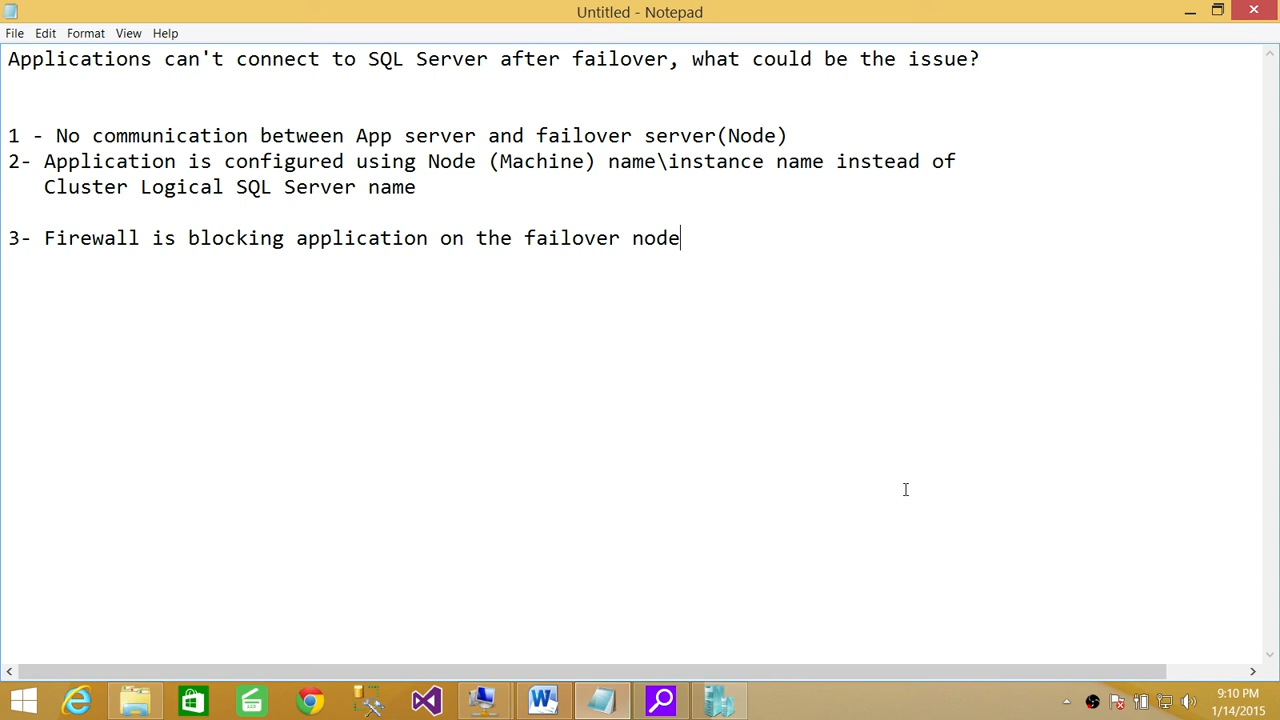 Untitled - Notepad
File Edit Format View Help
Applications can't connect to SQL Server after failover, what could be the issue?
1 - No communication between App server and failover server(Node)
2- Application is configured using Node (Machine) name\instance name instead of
Cluster Logical SQL Server name
3- Firewall is blocking application on the failover node
9:10 PM
1/14/2015